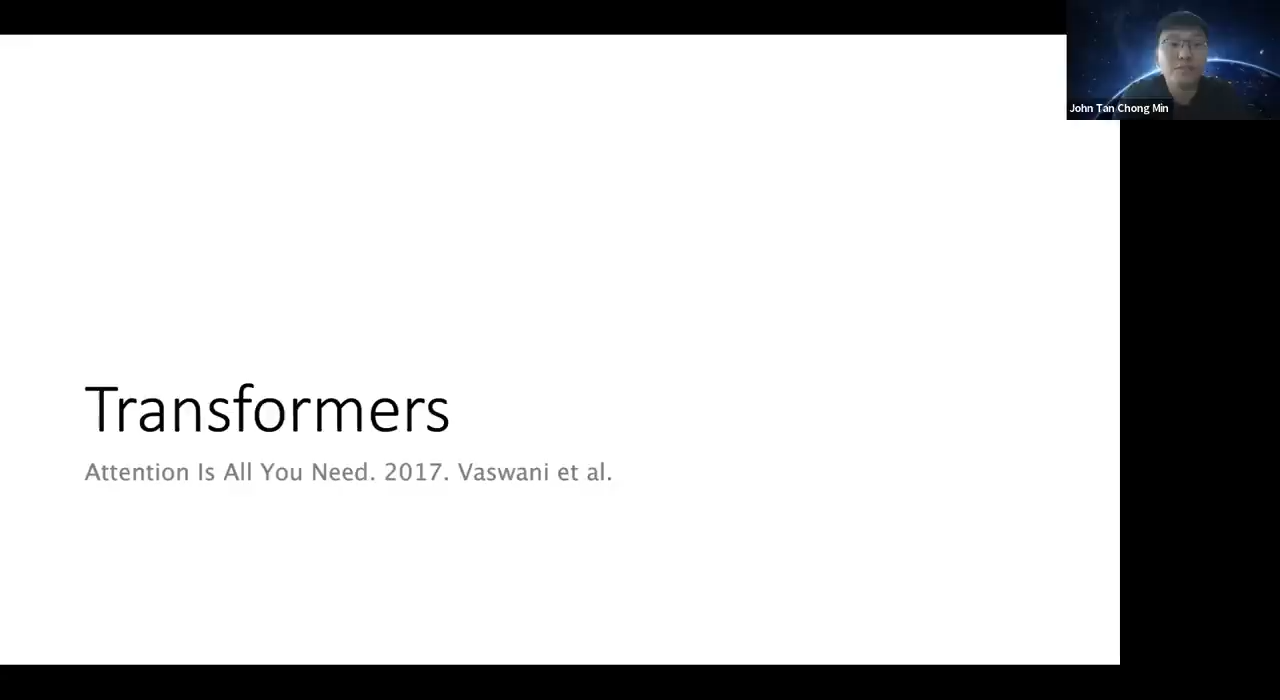 John Tan Chong Min
Transformers
Attention Is All You Need. 2017. Vaswani et al.